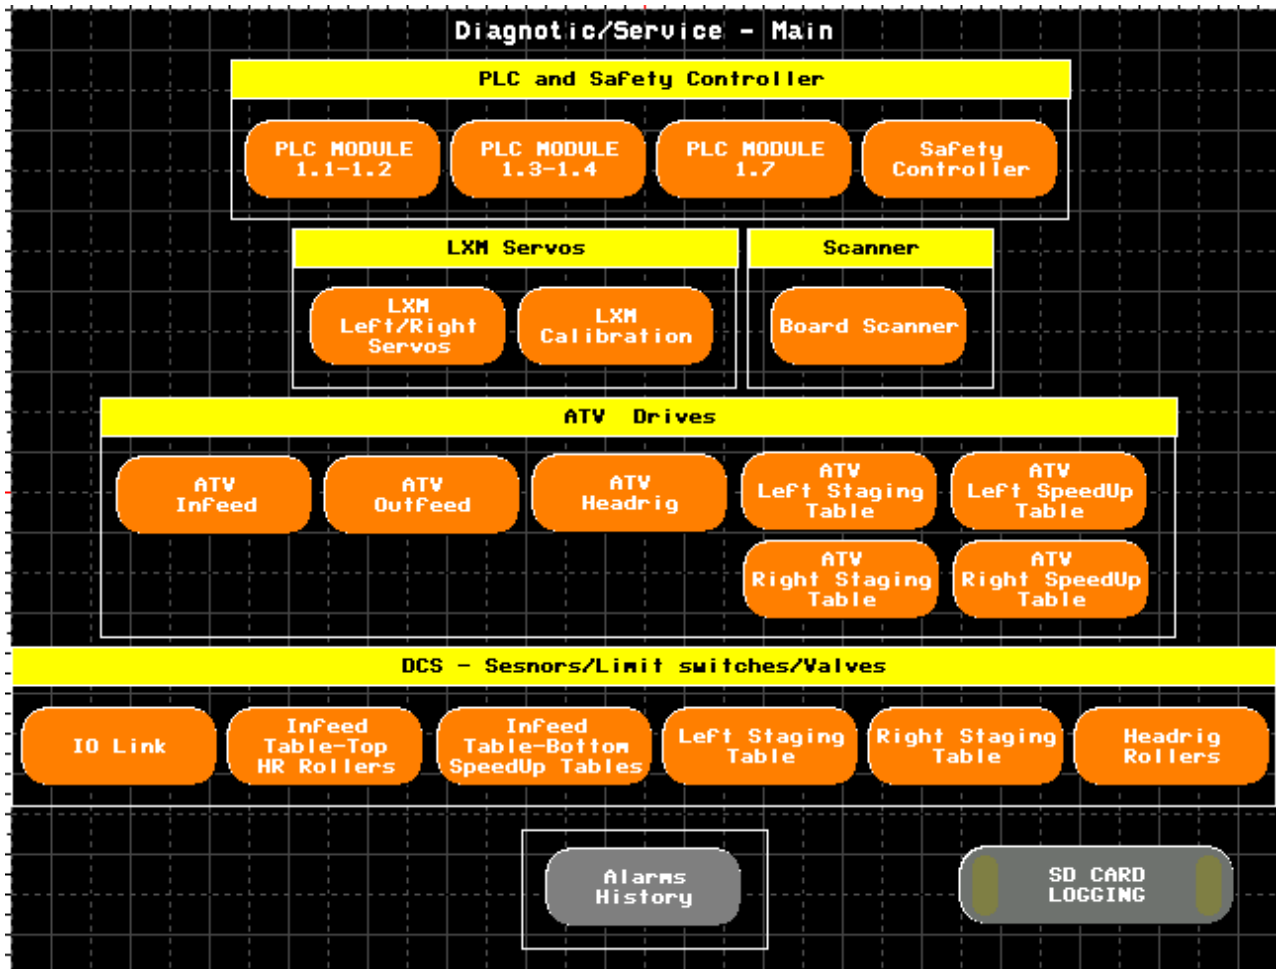 Diagnostic/Service - Main
PLC and Safety Controller
PLC MODULE
1.1-1.2
PLC MODULE
1.3-1.4
PLC MODULE
1.7
Safety
Controller
LXM Servos
Scanner
LXM
Left/Right
Servos
LXM
Calibration
Board Scanner
ATV  Drives
ATV
Infeed
ATV
Outfeed
ATV
Headrig
ATV
Left Staging
Table
ATV
Left SpeedUp
Table
ATV
Right Staging
Table
ATV
Right SpeedUp
Table
DCS - Sesnors/Limit switches/Valves
IO Link
Infeed
Table-Top
HR Rollers
Infeed
Table-Bottom
SpeedUp Tables
Left Staging
Table
Right Staging
Table
Headrig
Rollers
Alarms
History
SD CARD
LOGGING